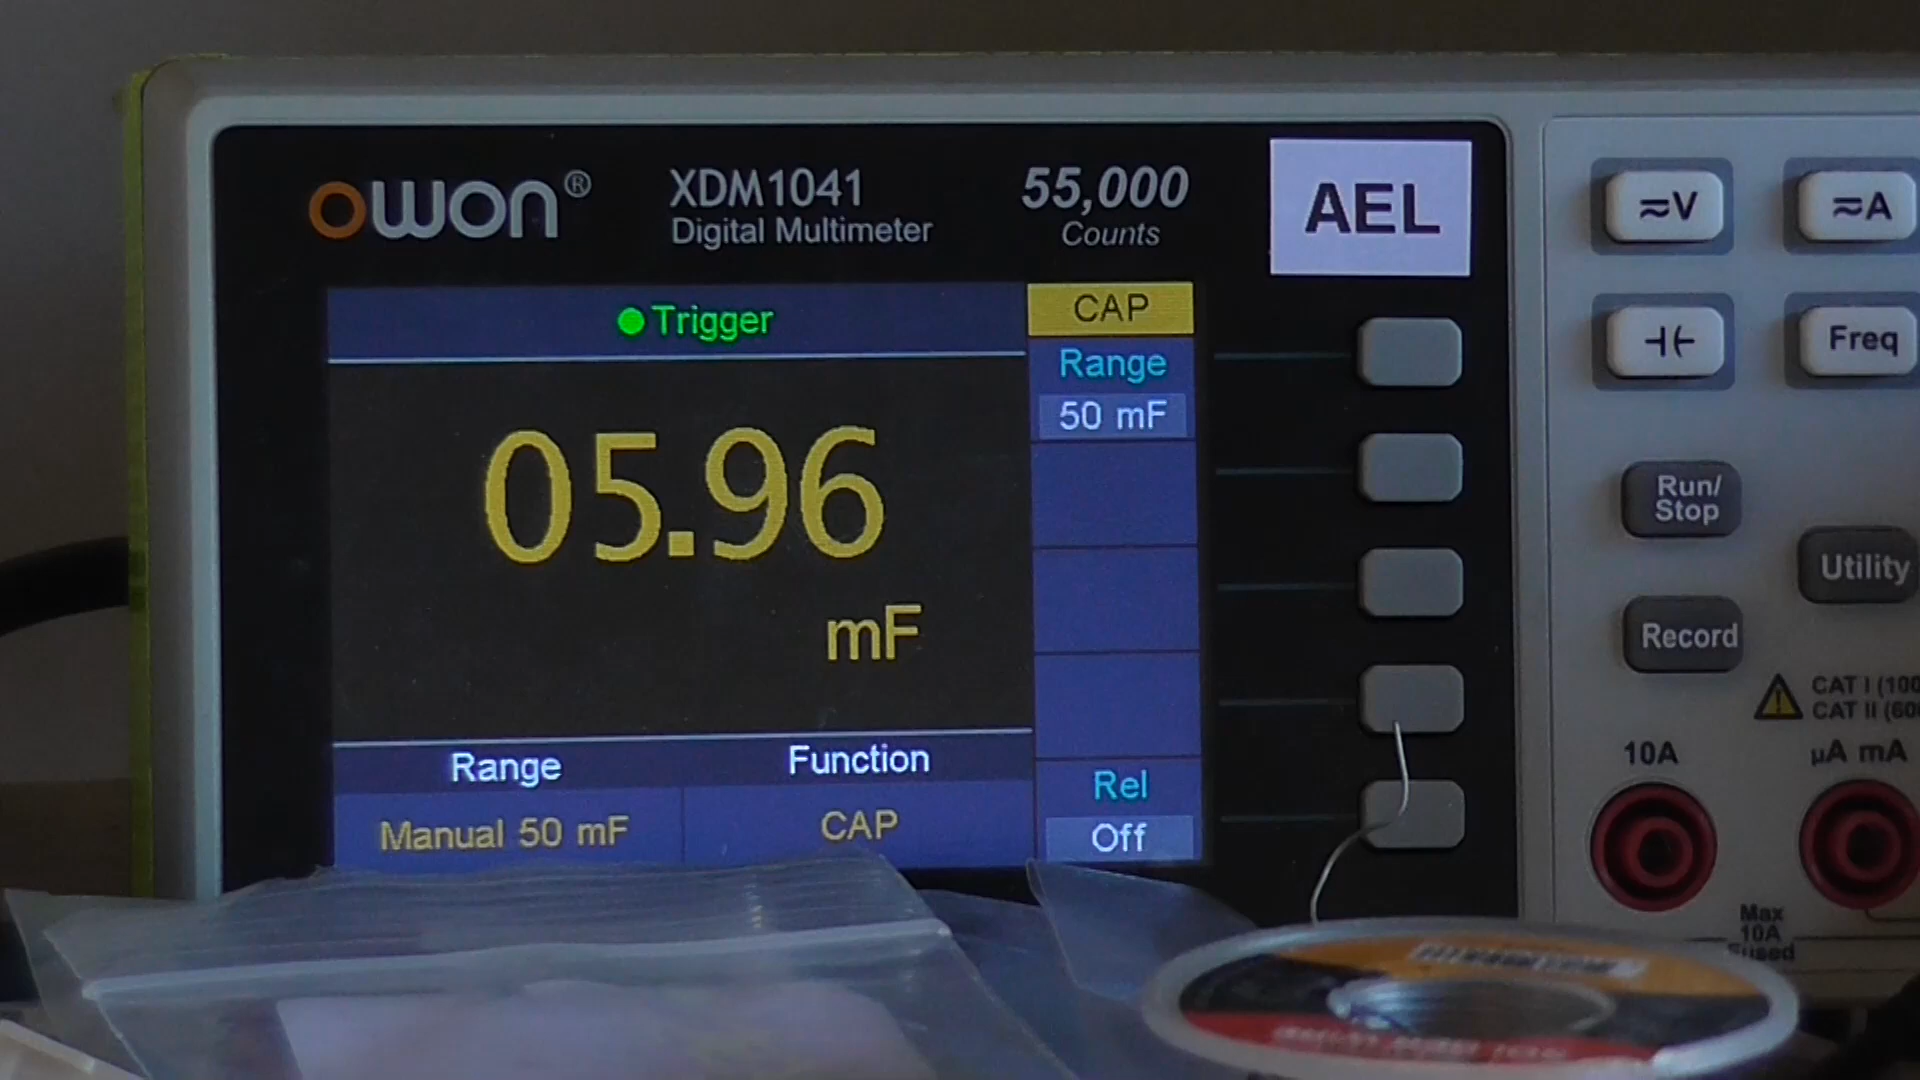 owon®
XDM1041
Digital Multimeter
55,000
Counts
AEL
≂V
≂A
Trigger
CAP
Range
50 mF
05.96
mF
Range
Function
Manual 50 mF
CAP
Rel
Off
Freq
Run/
Stop
Utility
Record
CAT I (100
CAT II (60
10A
µA mA
Max
10A
Fused